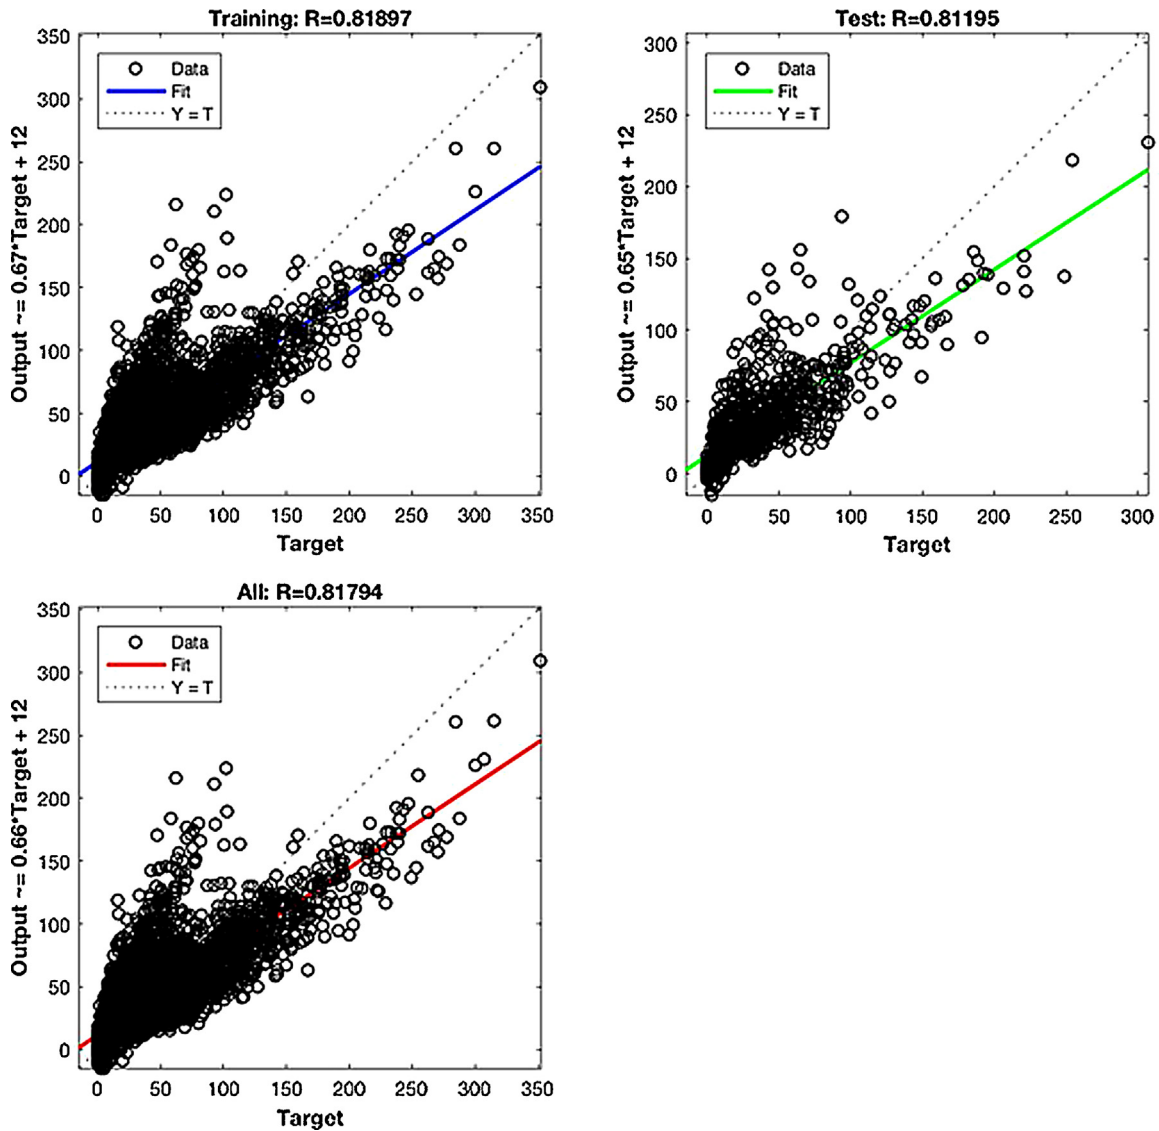 Training: R=0.81897
Output ~= 0.67*Target + 12
350
300
250
200
150
100
50
0
Data
Fit
Y = T
0 50 100 150 200 250 300 350
Target
Test: R=0.81195
Output ~= 0.65*Target + 12
300
250
200
150
100
50
0
Data
Fit
Y = T
0 50 100 150 200 250 300
Target
All: R=0.81794
Output ~= 0.66*Target + 12
350
300
250
200
150
100
50
0
Data
Fit
Y = T
0 50 100 150 200 250 300 350
Target